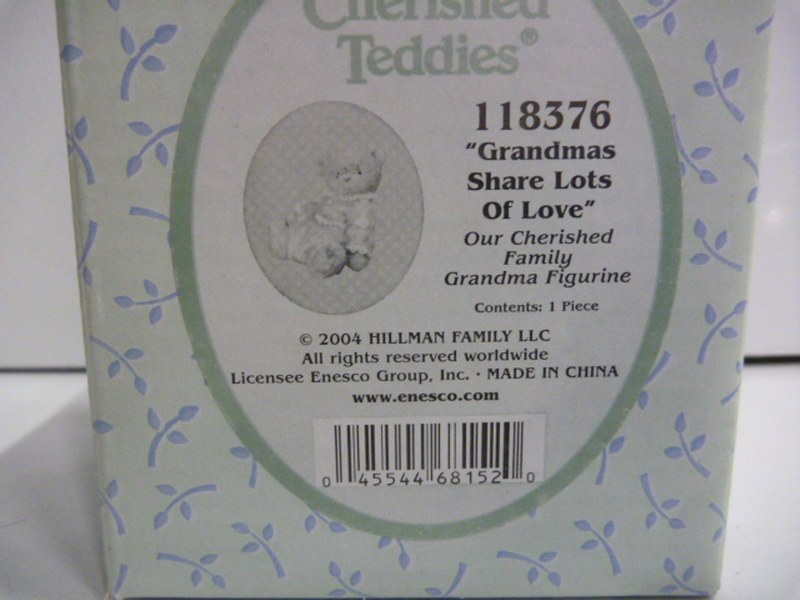 Cherished
Teddies®
118376
"Grandmas
Share Lots
Of Love"
Our Cherished
Family
Grandma Figurine
Contents: 1 Piece
© 2004 HILLMAN FAMILY LLC
All rights reserved worldwide
Licensee Enesco Group, Inc. · MADE IN CHINA
www.enesco.com
0 45544 68152 0